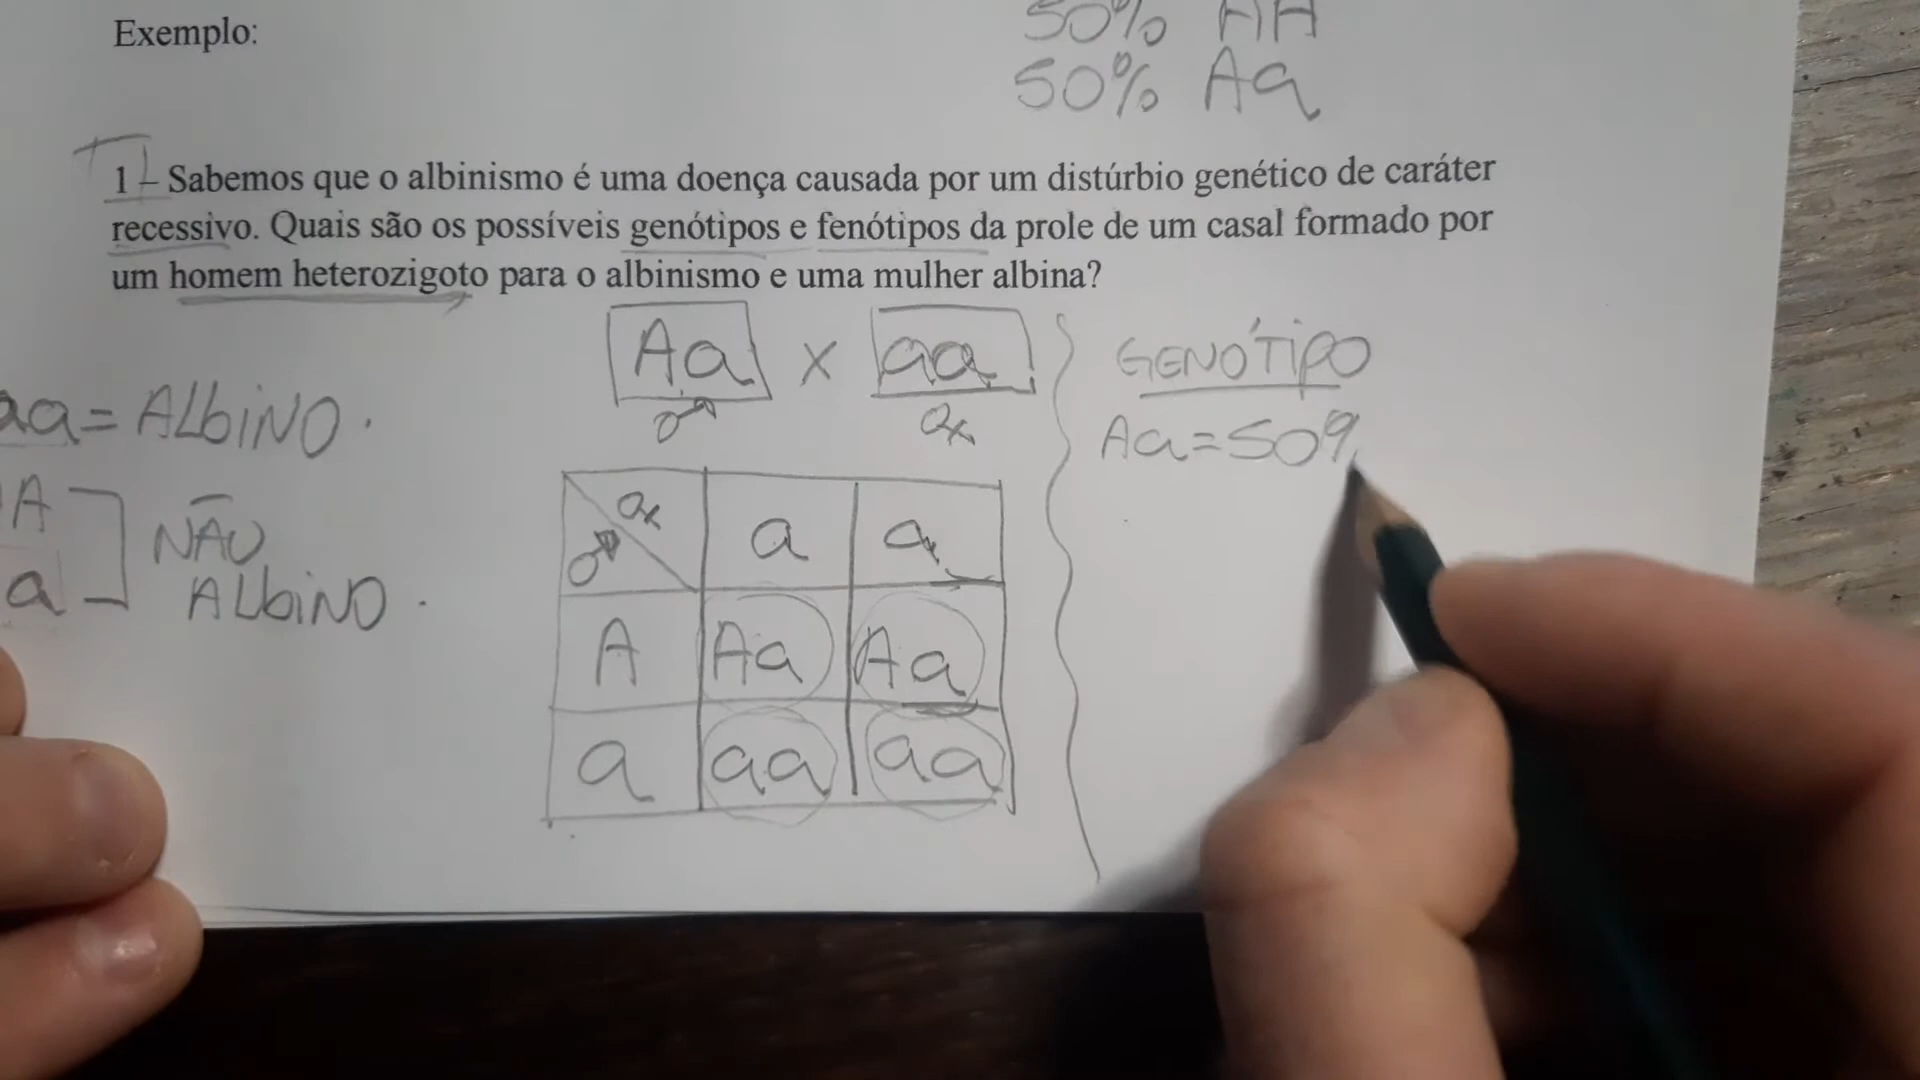 Exemplo:
50% AA
50% Aa
1 – Sabemos que o albinismo é uma doença causada por um distúrbio genético de caráter
recessivo. Quais são os possíveis genótipos e fenótipos da prole de um casal formado por
um homem heterozigoto para o albinismo e uma mulher albina?
Aa x aa
♂ ♀
aa = ALbiNO.
A
a
NÃO
ALbiNO.
♀ a a
♂
A Aa Aa
a aa aa
GENÓTiPO
Aa=50%